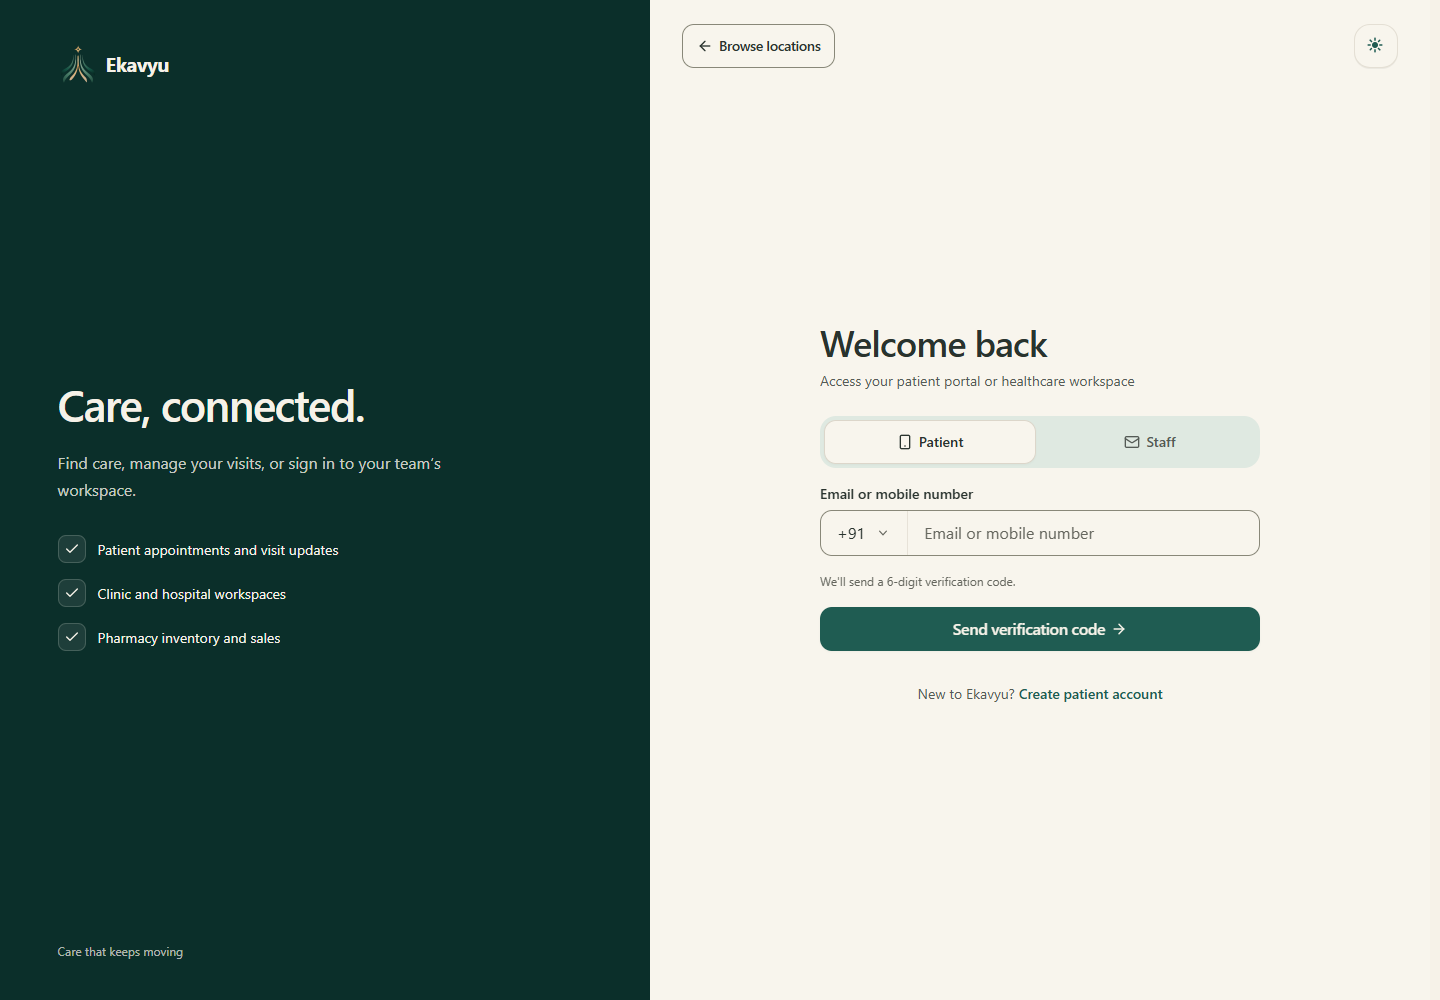 Ekavyu
Care, connected.
Find care, manage your visits, or sign in to your team's
workspace.
Patient appointments and visit updates
Clinic and hospital workspaces
Pharmacy inventory and sales
Care that keeps moving
Browse locations
Welcome back
Access your patient portal or healthcare workspace
Patient
Staff
Email or mobile number
+91
Email or mobile number
We'll send a 6-digit verification code.
Send verification code
New to Ekavyu? Create patient account